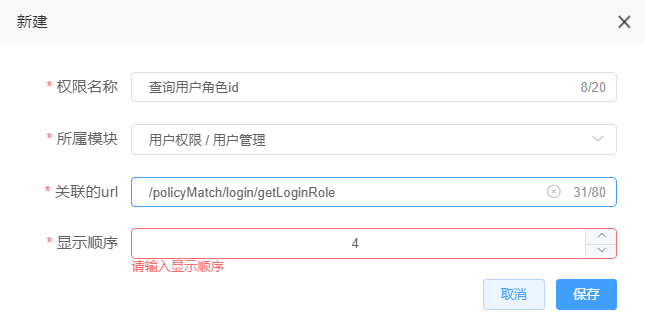 新建
* 权限名称 查询用户角色id 8/20
* 所属模块 用户权限 / 用户管理
* 关联的url /policyMatch/login/getLoginRole 31/80
* 显示顺序 4
请输入显示顺序
取消 保存